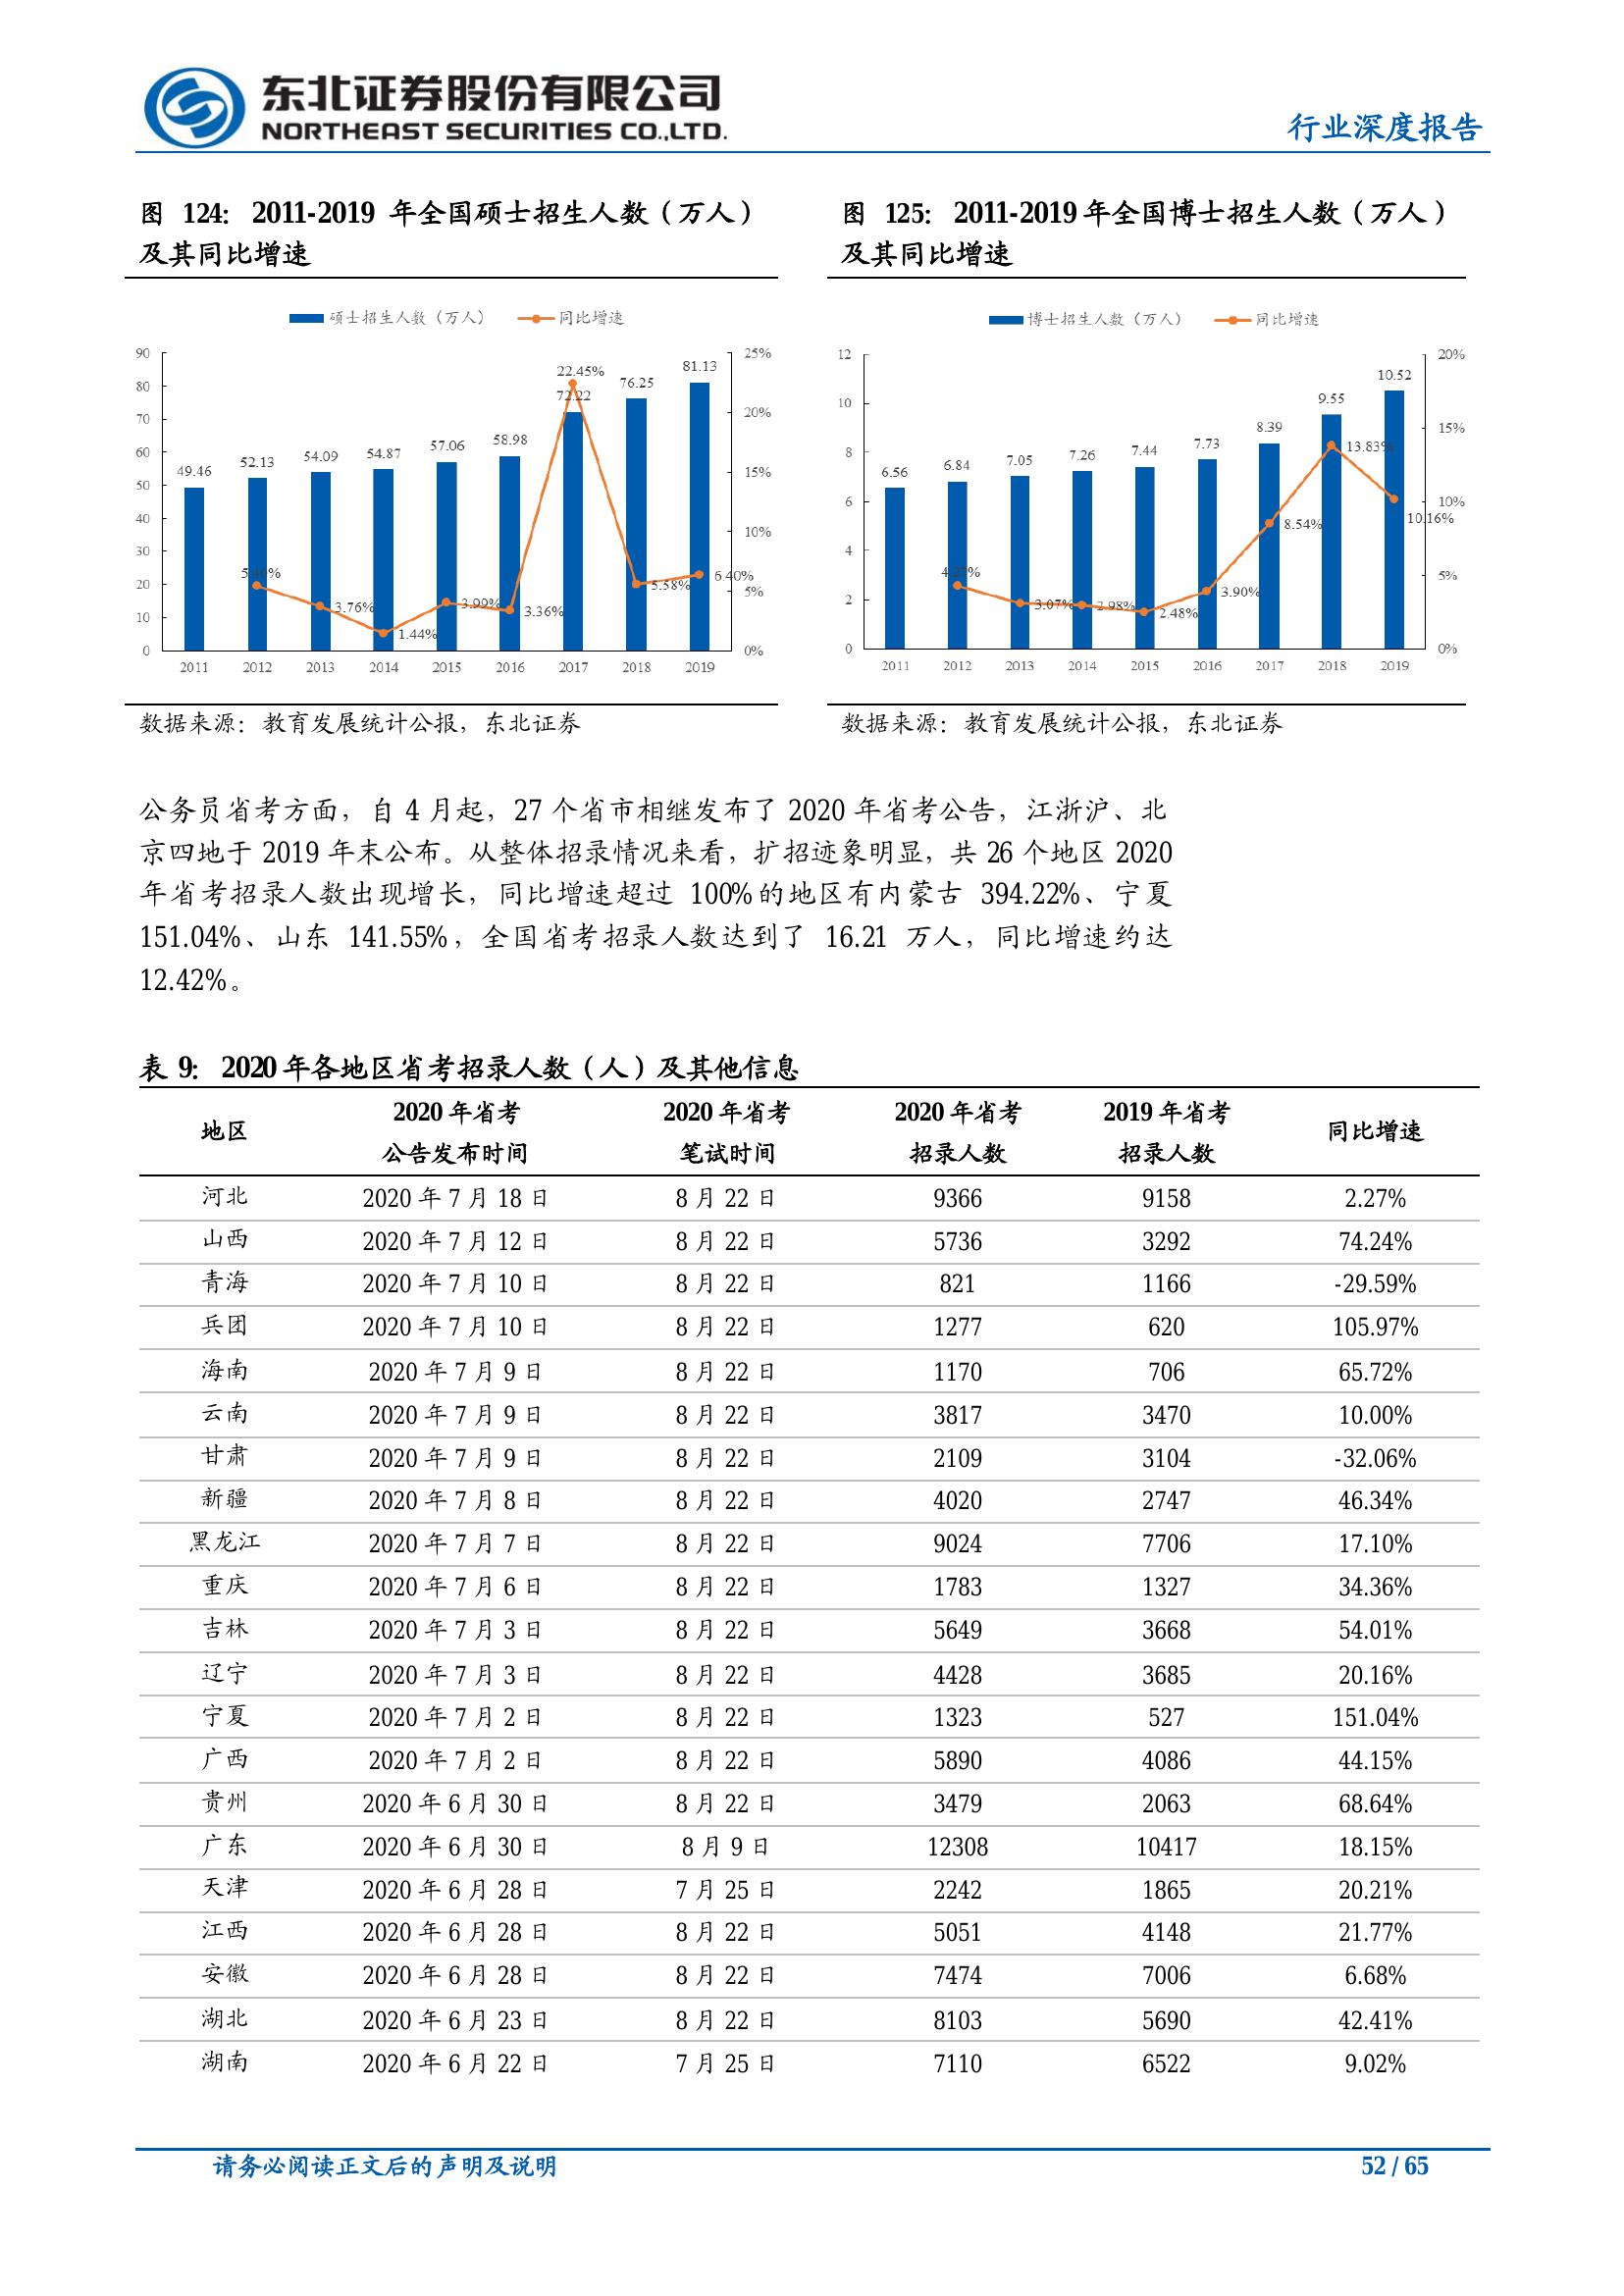 东北证券股份有限公司
NORTHEAST SECURITIES CO.,LTD.
行业深度报告
图 124: 2011-2019 年全国硕士招生人数（万人）
及其同比增速
硕士招生人数（万人） 同比增速
90 80 70 60 50 40 30 20 10 0
25% 20% 15% 10% 5% 0%
49.46 52.13 54.09 54.87 57.06 58.98 72.22 76.25 81.13
3.76% 1.44% 3.99% 3.36% 22.45% 5.58% 6.40%
2011 2012 2013 2014 2015 2016 2017 2018 2019
数据来源：教育发展统计公报，东北证券
图 125: 2011-2019 年全国博士招生人数（万人）
及其同比增速
博士招生人数（万人） 同比增速
12 10 8 6 4 2 0
20% 15% 10% 5% 0%
6.56 6.84 7.05 7.26 7.44 7.73 8.39 9.55 10.52
3.07% 2.98% 2.48% 3.90% 8.54% 13.83% 10.16%
2011 2012 2013 2014 2015 2016 2017 2018 2019
数据来源：教育发展统计公报，东北证券
公务员省考方面，自 4 月起，27 个省市相继发布了 2020 年省考公告，江浙沪、北
京四地于 2019 年末公布。从整体招录情况来看，扩招迹象明显，共 26 个地区 2020
年省考招录人数出现增长，同比增速超过 100%的地区有内蒙古 394.22%、宁夏
151.04%、山东 141.55%，全国省考招录人数达到了 16.21 万人，同比增速约达
12.42%。
表 9: 2020 年各地区省考招录人数（人）及其他信息
地区 2020 年省考公告发布时间 2020 年省考笔试时间 2020 年省考招录人数 2019 年省考招录人数 同比增速
河北 2020 年 7 月 18 日 8 月 22 日 9366 9158 2.27%
山西 2020 年 7 月 12 日 8 月 22 日 5736 3292 74.24%
青海 2020 年 7 月 10 日 8 月 22 日 821 1166 -29.59%
兵团 2020 年 7 月 10 日 8 月 22 日 1277 620 105.97%
海南 2020 年 7 月 9 日 8 月 22 日 1170 706 65.72%
云南 2020 年 7 月 9 日 8 月 22 日 3817 3470 10.00%
甘肃 2020 年 7 月 9 日 8 月 22 日 2109 3104 -32.06%
新疆 2020 年 7 月 8 日 8 月 22 日 4020 2747 46.34%
黑龙江 2020 年 7 月 7 日 8 月 22 日 9024 7706 17.10%
重庆 2020 年 7 月 6 日 8 月 22 日 1783 1327 34.36%
吉林 2020 年 7 月 3 日 8 月 22 日 5649 3668 54.01%
辽宁 2020 年 7 月 3 日 8 月 22 日 4428 3685 20.16%
宁夏 2020 年 7 月 2 日 8 月 22 日 1323 527 151.04%
广西 2020 年 7 月 2 日 8 月 22 日 5890 4086 44.15%
贵州 2020 年 6 月 30 日 8 月 22 日 3479 2063 68.64%
广东 2020 年 6 月 30 日 8 月 9 日 12308 10417 18.15%
天津 2020 年 6 月 28 日 7 月 25 日 2242 1865 20.21%
江西 2020 年 6 月 28 日 8 月 22 日 5051 4148 21.77%
安徽 2020 年 6 月 28 日 8 月 22 日 7474 7006 6.68%
湖北 2020 年 6 月 23 日 8 月 22 日 8103 5690 42.41%
湖南 2020 年 6 月 22 日 7 月 25 日 7110 6522 9.02%
请务必阅读正文后的声明及说明
52 / 65